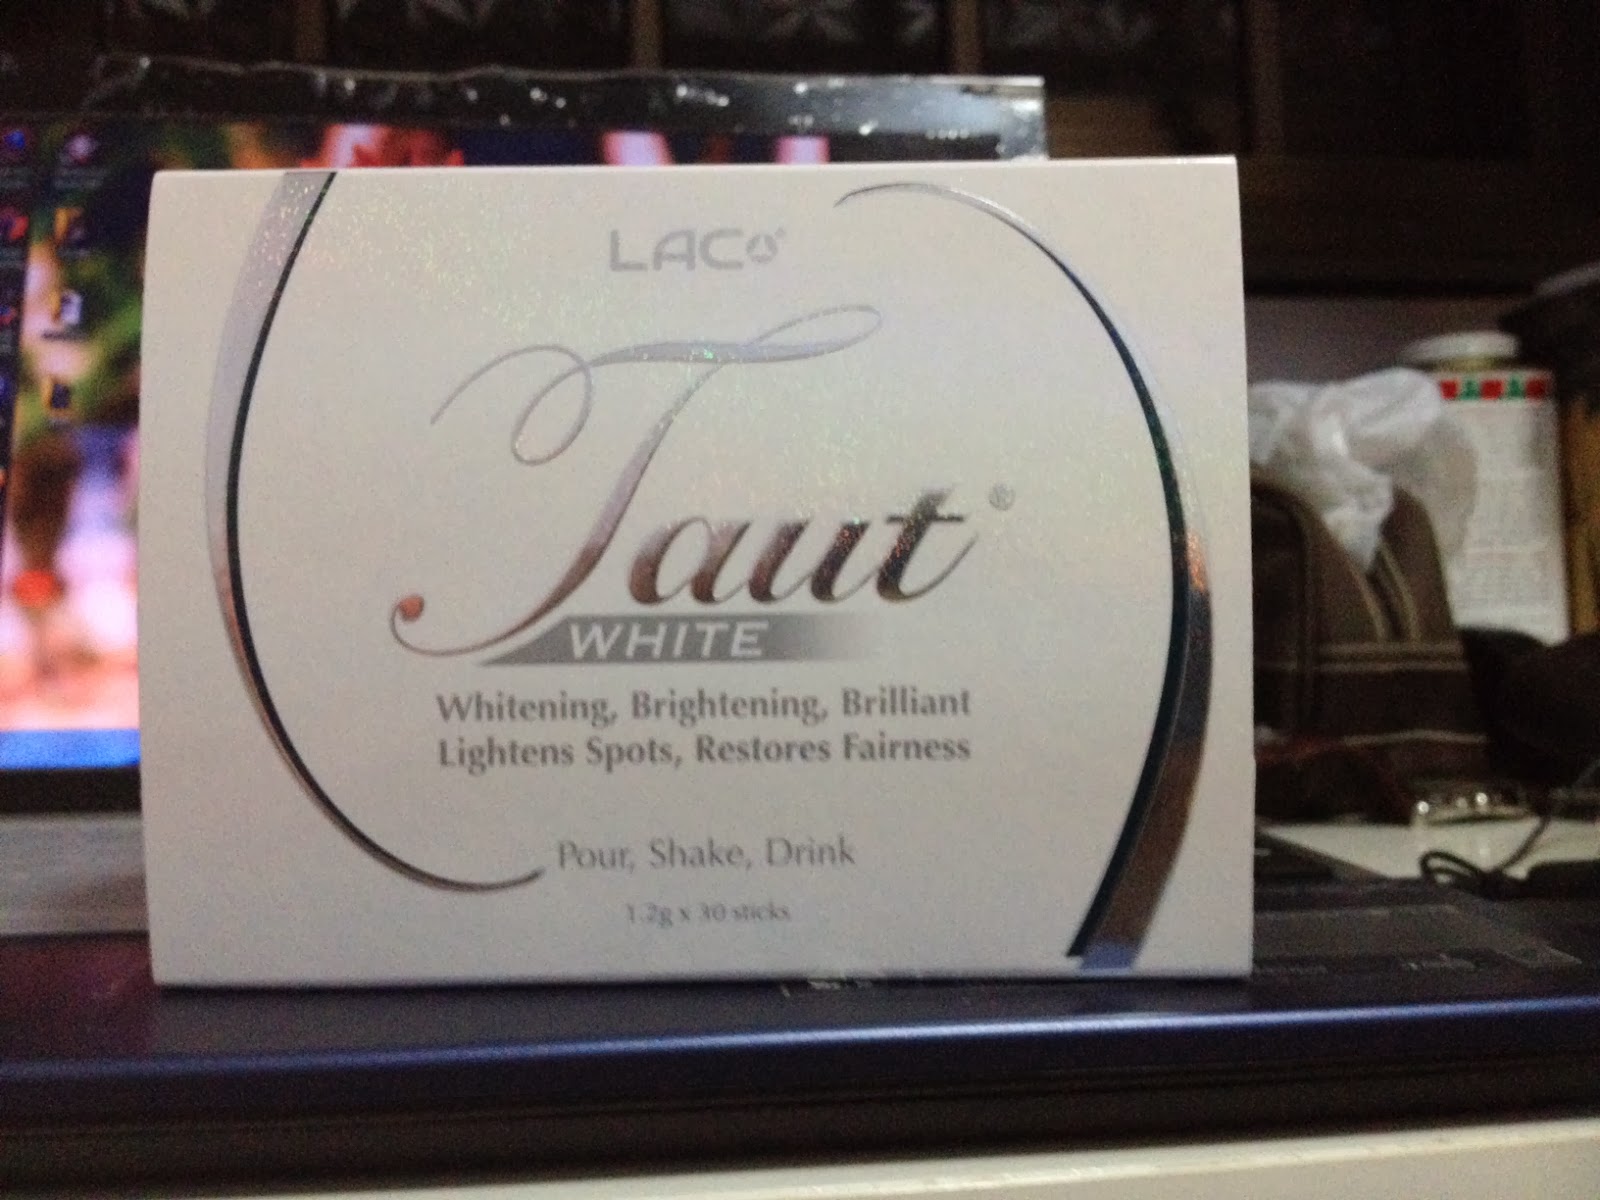 LAC
Taut®
WHITE
Whitening, Brightening, Brilliant
Lightens Spots, Restores Fairness
Pour, Shake, Drink
1.2g x 30 sticks